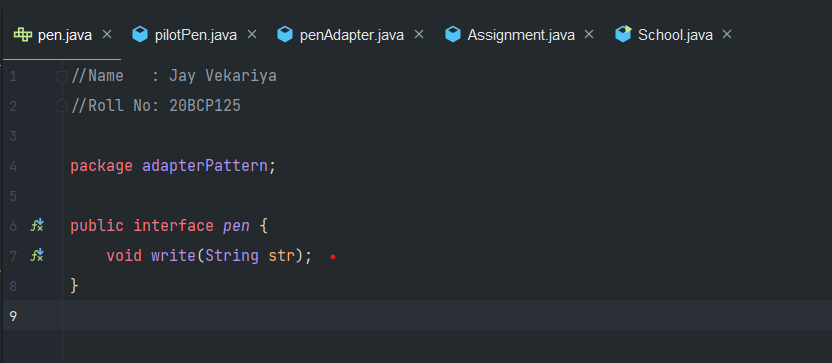 pen.java pilotPen.java penAdapter.java Assignment.java School.java
1 //Name   : Jay Vekariya
2 //Roll No: 20BCP125
3
4 package adapterPattern;
5
6 public interface pen {
7     void write(String str);
8 }
9